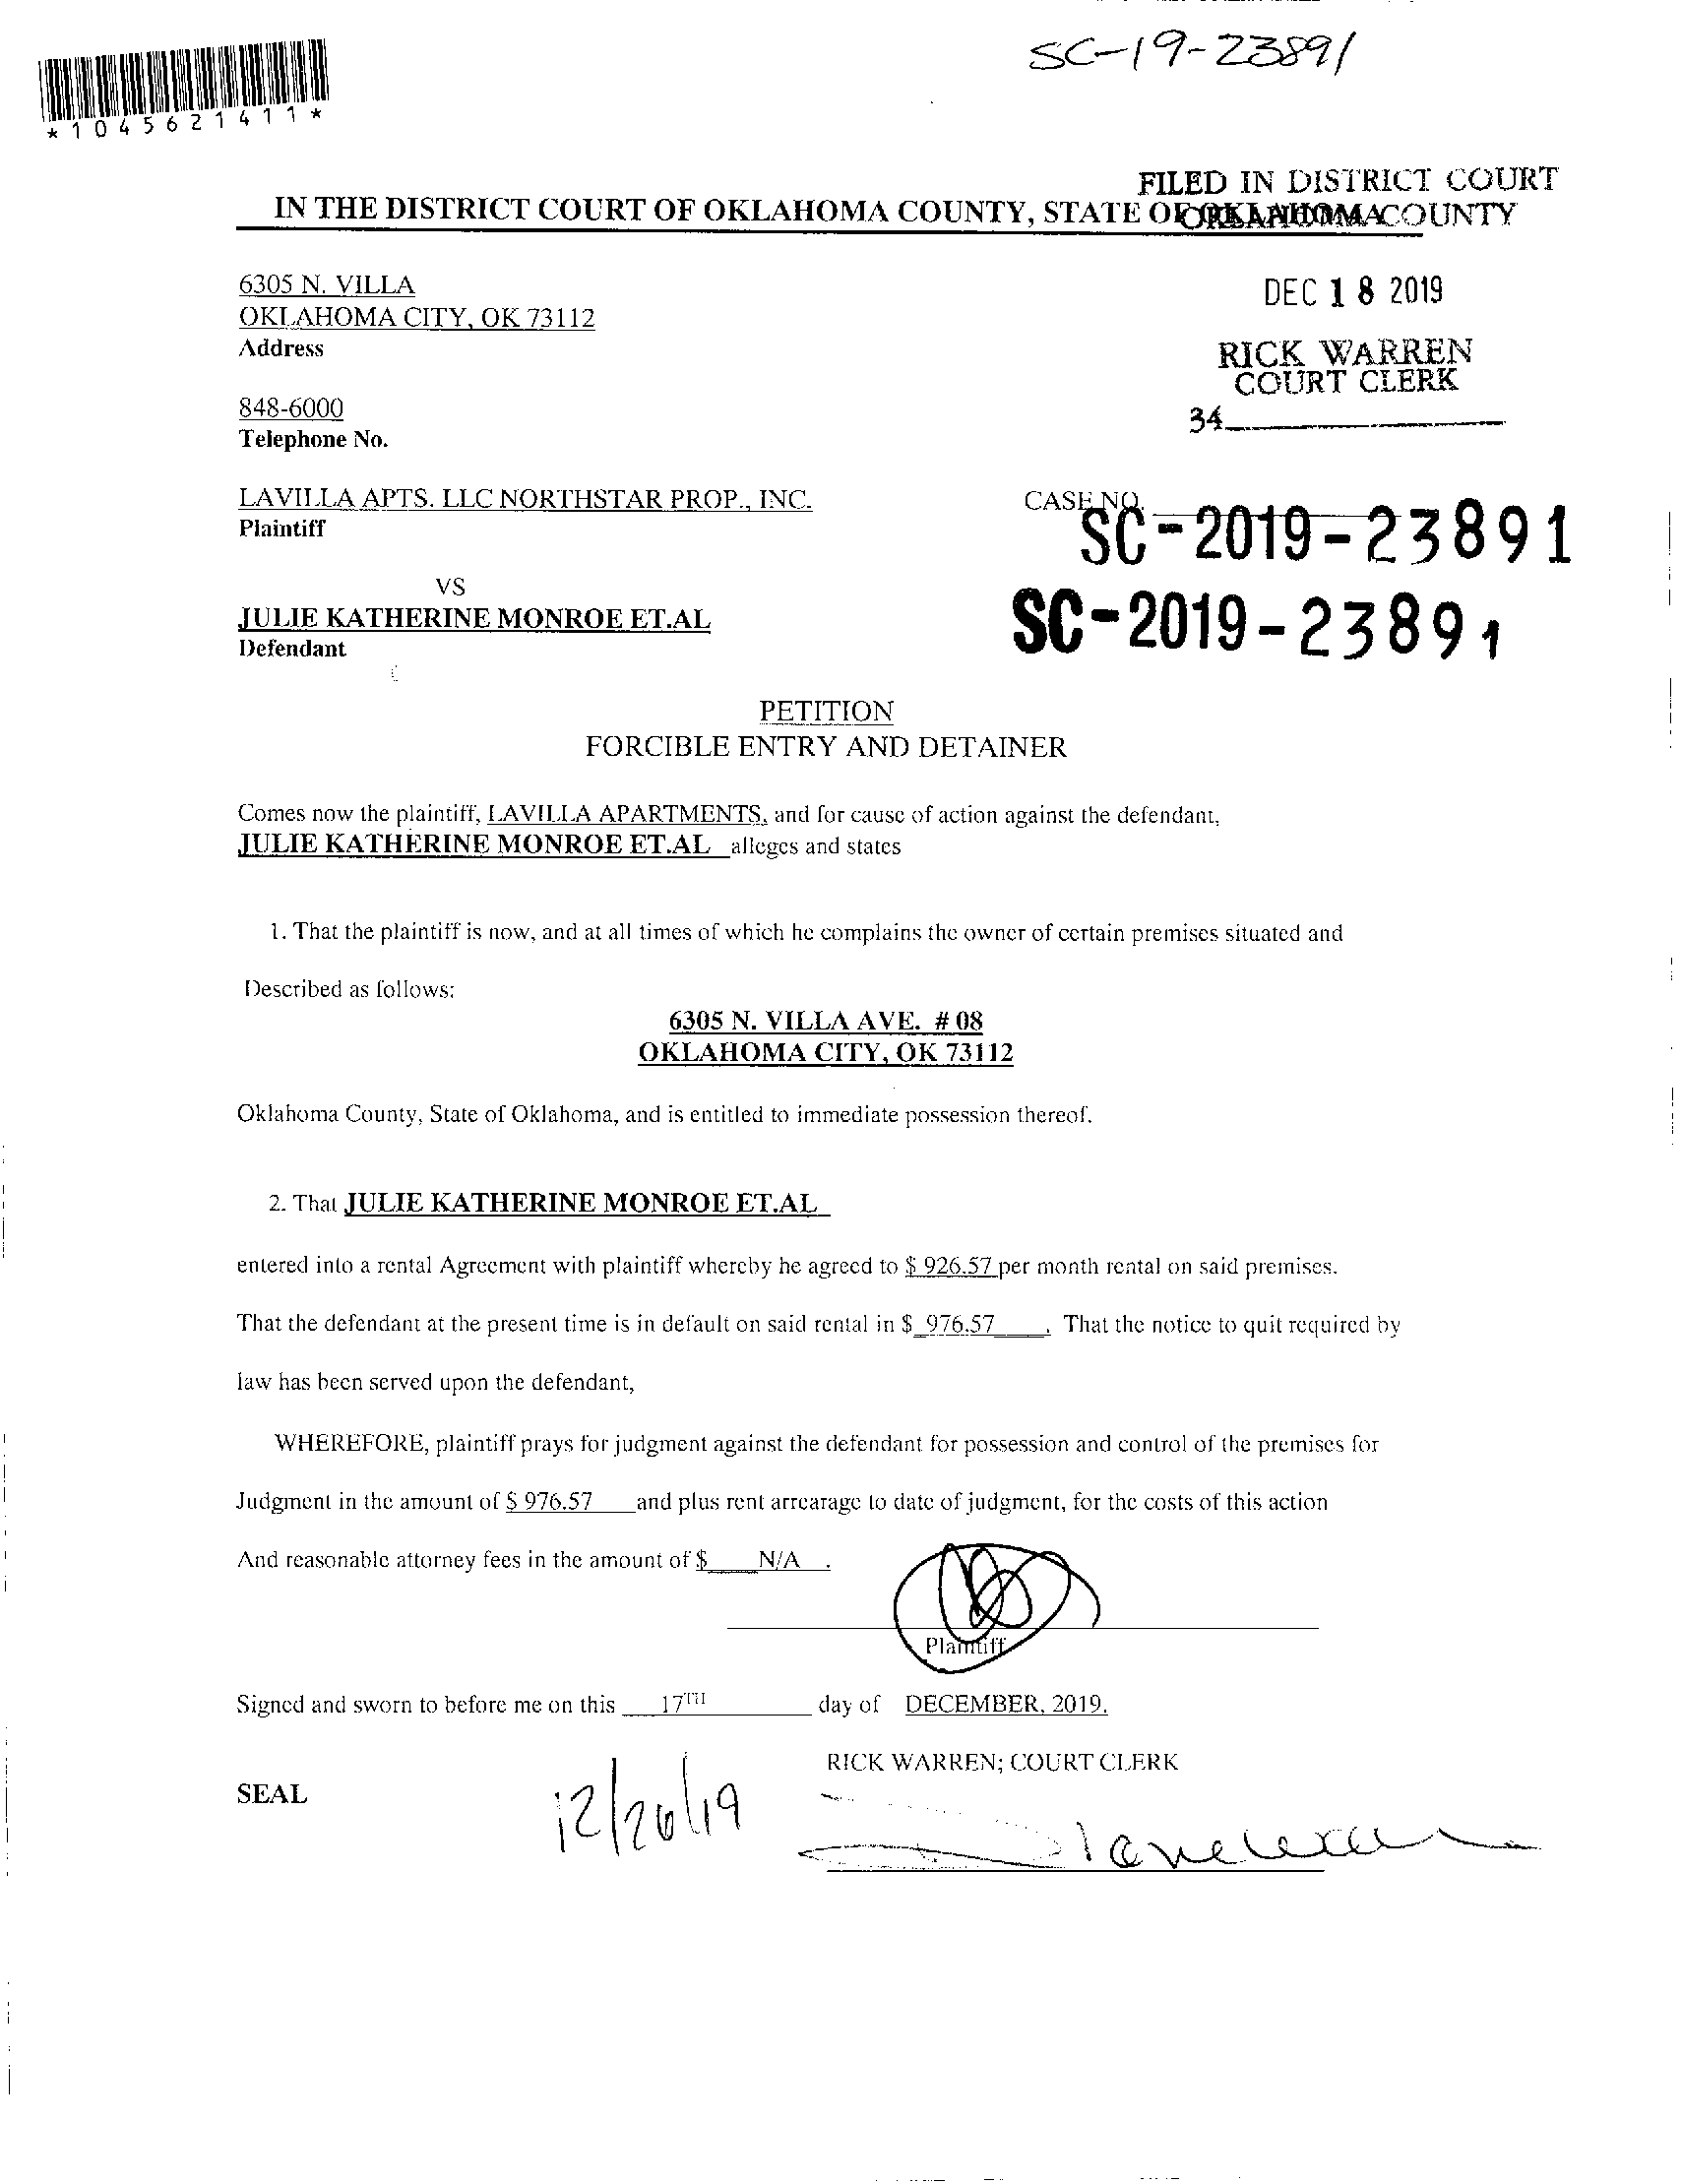 SC-19-23891
*1045621411*
FILED IN DISTRICT COURT
OKLAHOMA COUNTY
IN THE DISTRICT COURT OF OKLAHOMA COUNTY, STATE OF OKLAHOMA
6305 N. VILLA
OKLAHOMA CITY, OK 73112
Address
DEC 18 2019
RICK WARREN
COURT CLERK
34
848-6000
Telephone No.
LAVILLA APTS. LLC NORTHSTAR PROP., INC.
Plaintiff
CASE NO.
SC-2019-23891
VS
JULIE KATHERINE MONROE ET.AL
Defendant
SC-2019-23891
PETITION
FORCIBLE ENTRY AND DETAINER
Comes now the plaintiff, LAVILLA APARTMENTS, and for cause of action against the defendant,
JULIE KATHERINE MONROE ET.AL alleges and states
1. That the plaintiff is now, and at all times of which he complains the owner of certain premises situated and
Described as follows:
6305 N. VILLA AVE. # 08
OKLAHOMA CITY, OK 73112
Oklahoma County, State of Oklahoma, and is entitled to immediate possession thereof.
2. That JULIE KATHERINE MONROE ET.AL
entered into a rental Agreement with plaintiff whereby he agreed to $ 926.57 per month rental on said premises.
That the defendant at the present time is in default on said rental in $ 976.57 . That the notice to quit required by
law has been served upon the defendant,
WHEREFORE, plaintiff prays for judgment against the defendant for possession and control of the premises for
Judgment in the amount of $ 976.57 and plus rent arrearage to date of judgment, for the costs of this action
And reasonable attorney fees in the amount of $ N/A .
Plaintiff
Signed and sworn to before me on this 17TH day of DECEMBER, 2019.
RICK WARREN; COURT CLERK
SEAL